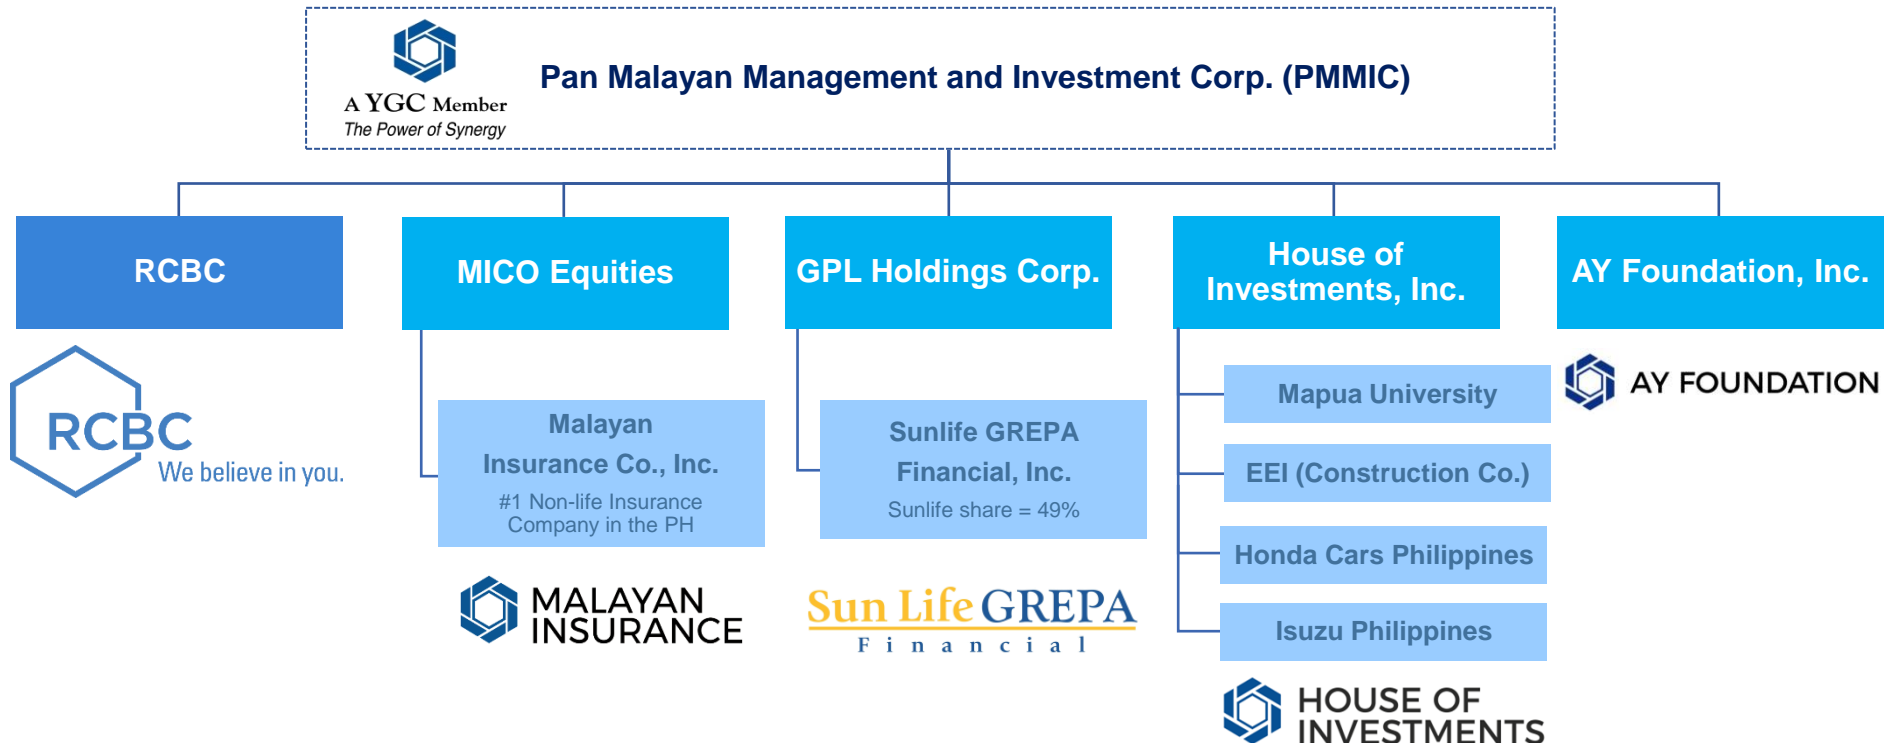 A YGC Member
The Power of Synergy
Pan Malayan Management and Investment Corp. (PMMIC)
RCBC
MICO Equities
GPL Holdings Corp.
House of
Investments, Inc.
AY Foundation, Inc.
RCBC
We believe in you.
Malayan
Insurance Co., Inc.
#1 Non-life Insurance
Company in the PH
MALAYAN
INSURANCE
Sunlife GREPA
Financial, Inc.
Sunlife share = 49%
Sun Life GREPA
Financial
Mapua University
EEI (Construction Co.)
Honda Cars Philippines
Isuzu Philippines
HOUSE OF
INVESTMENTS
AY FOUNDATION